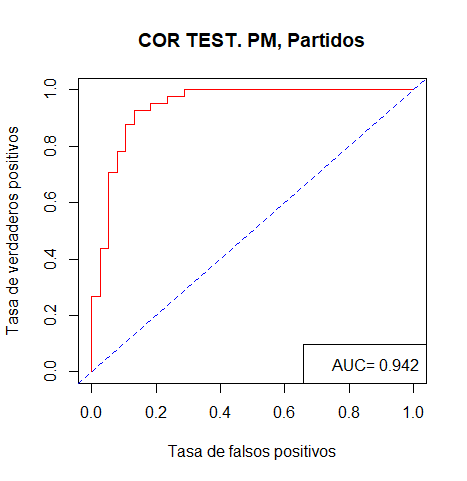 COR TEST. PM, Partidos
Tasa de verdaderos positivos
1.0
0.8
0.6
0.4
0.2
0.0
AUC= 0.942
0.0 0.2 0.4 0.6 0.8 1.0
Tasa de falsos positivos